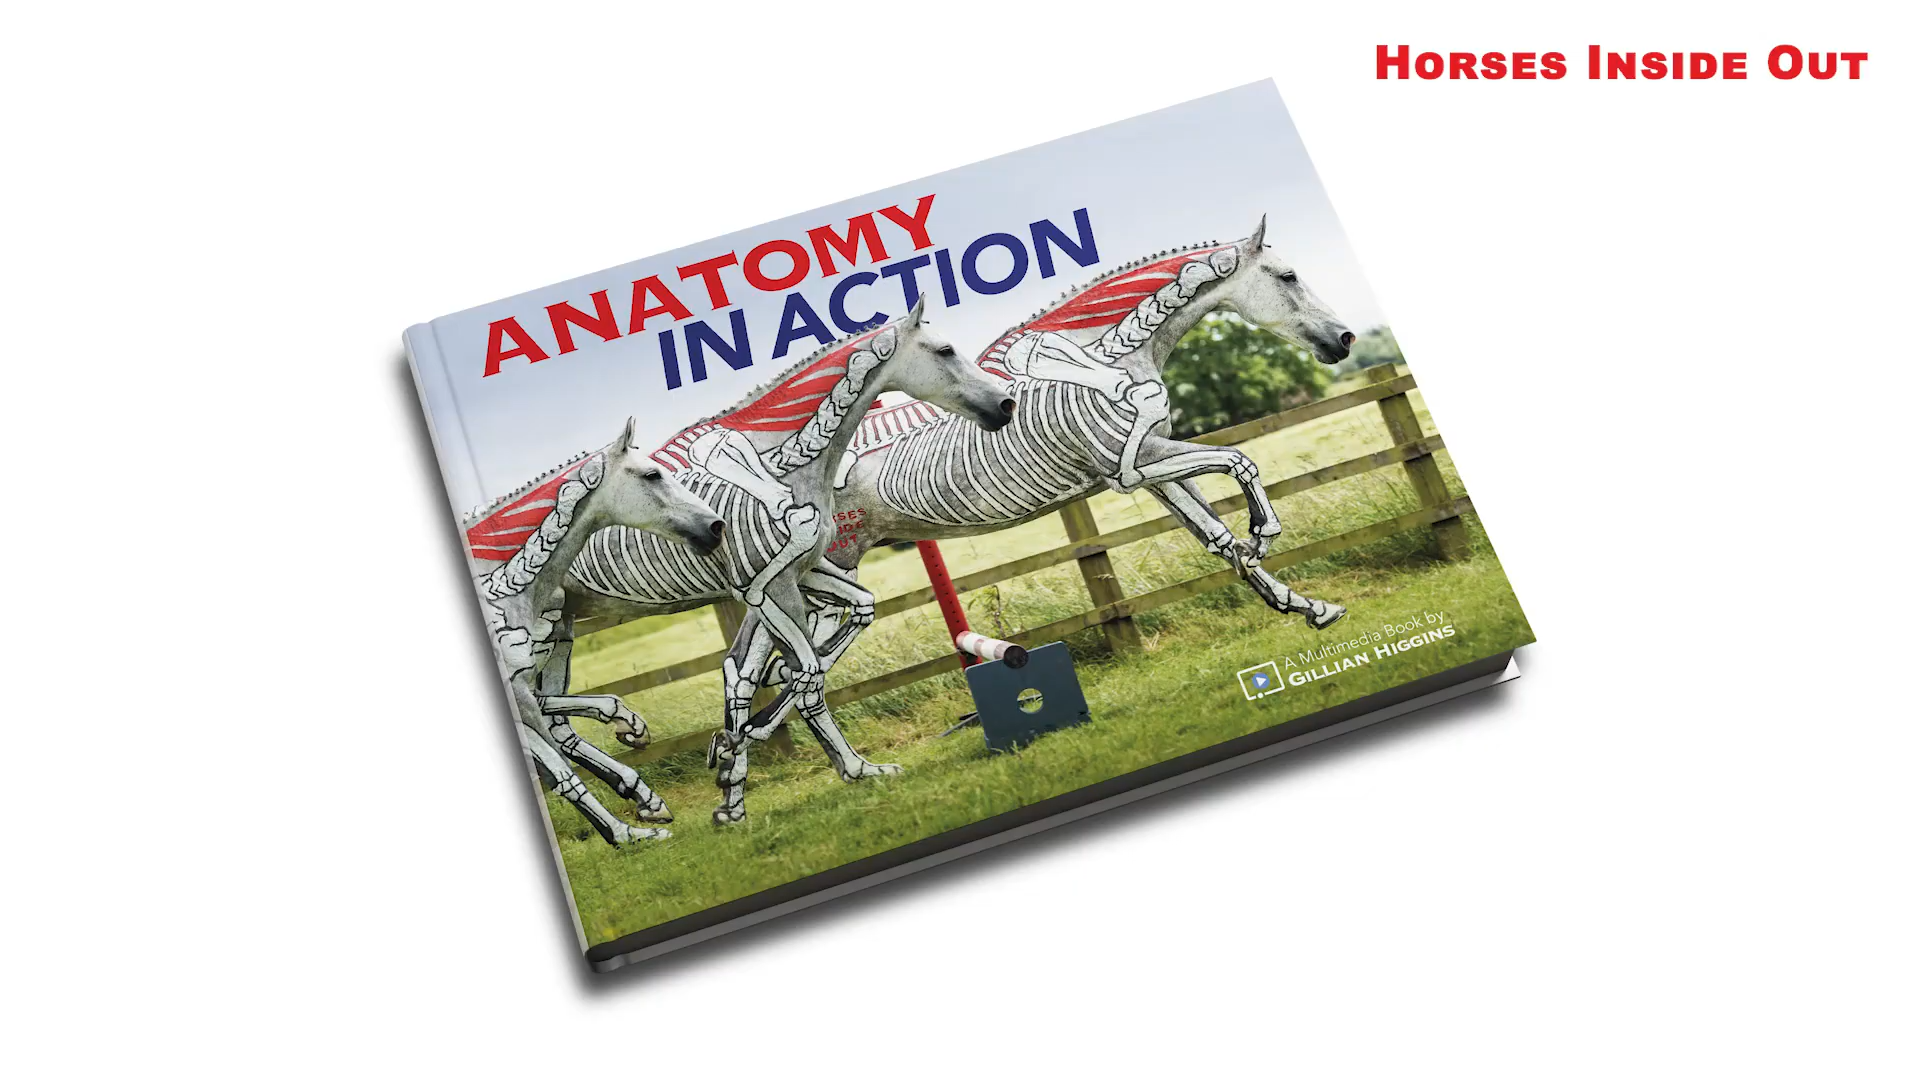 HORSES INSIDE OUT
ANATOMY
IN ACTION
A Multimedia Book by
GILLIAN HIGGINS